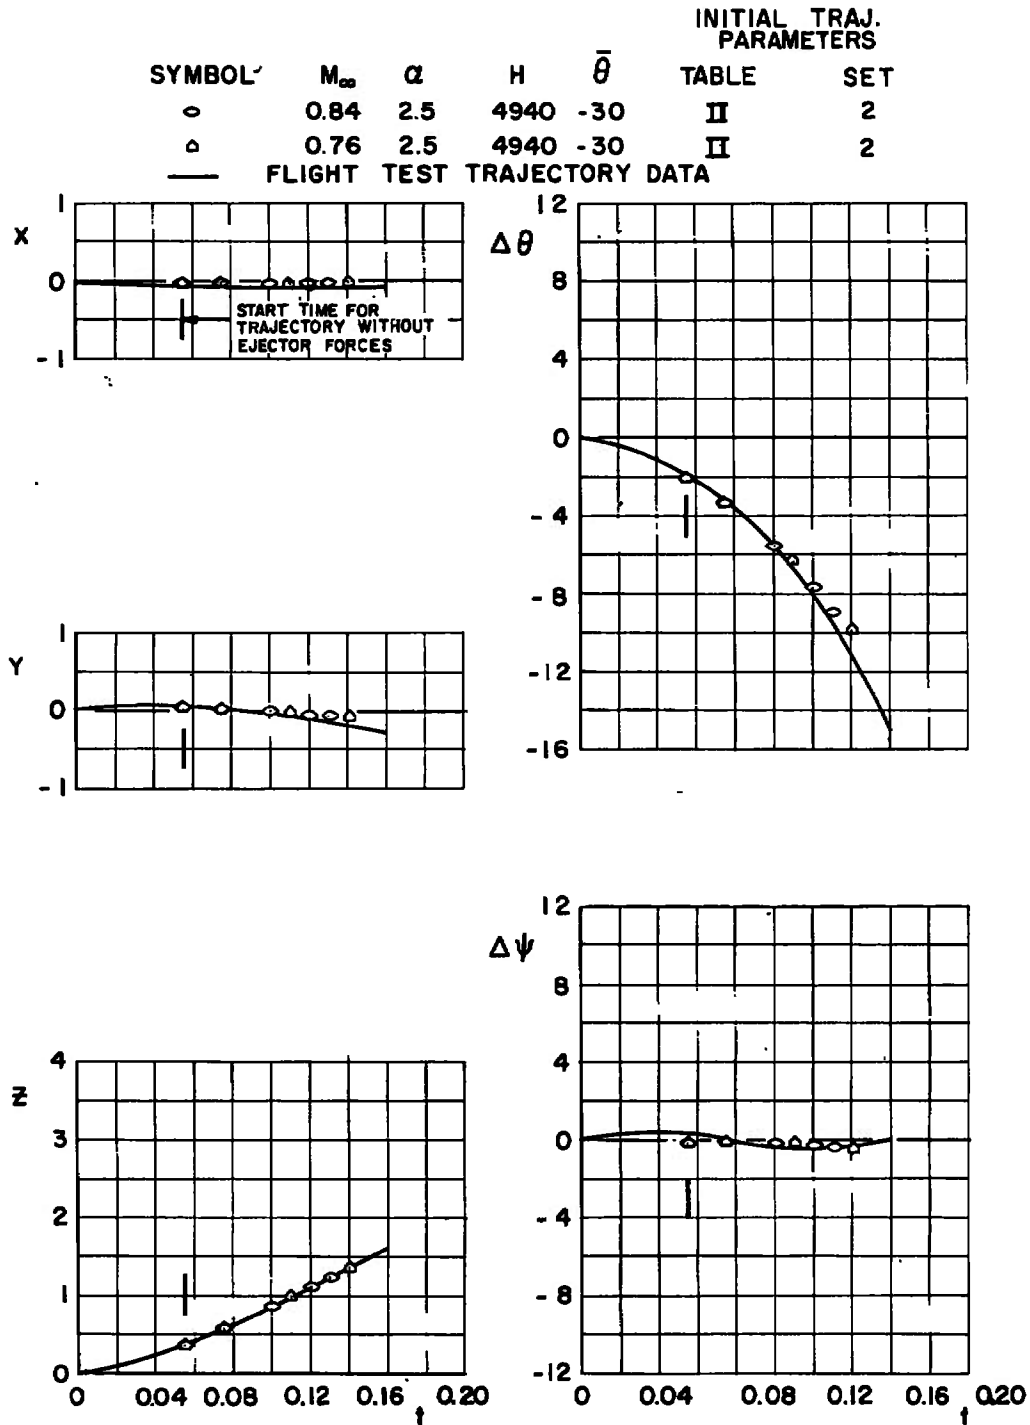 INITIAL TRAJ.
PARAMETERS
SYMBOL M∞ α H θ̄ TABLE SET
0.84 2.5 4940 -30 II 2
0.76 2.5 4940 -30 II 2
FLIGHT TEST TRAJECTORY DATA
X
1
0
-1
START TIME FOR
TRAJECTORY WITHOUT
EJECTOR FORCES
Δθ
12
8
4
0
-4
-8
-12
-16
Y
1
0
-1
Δψ
12
8
4
0
-4
-8
-12
Z
4
3
2
1
0
0 0.04 0.08 0.12 0.16 0.20
t
0 0.04 0.08 0.12 0.16 0.20
t